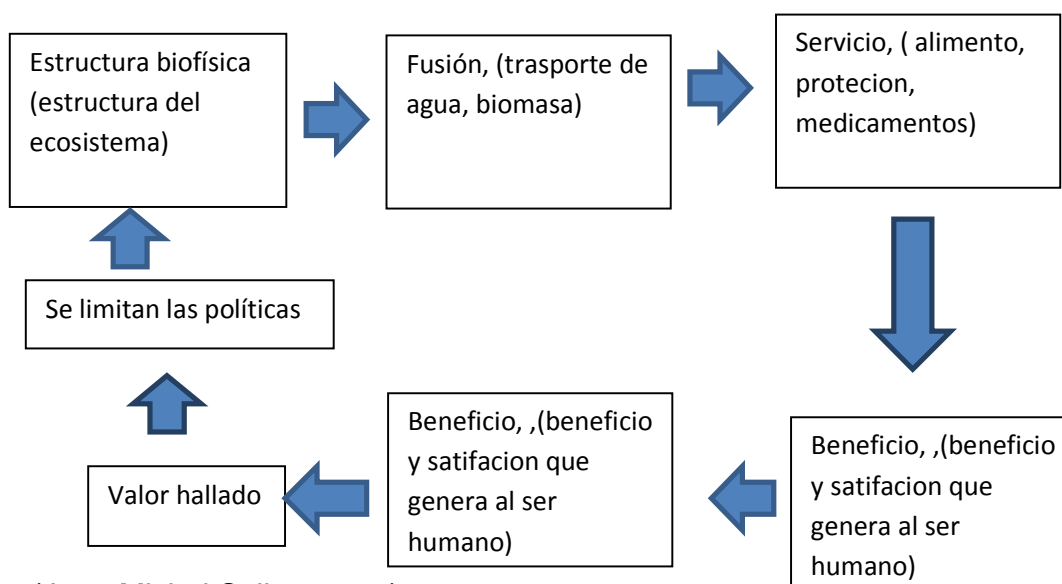 Estructura biofísica
(estructura del
ecosistema)
Fusión, (trasporte de
agua, biomasa)
Servicio, ( alimento,
protecion,
medicamentos)
Beneficio, ,(beneficio
y satifacion que
genera al ser
humano)
Beneficio, ,(beneficio
y satifacion que
genera al ser
humano)
Valor hallado
Se limitan las políticas